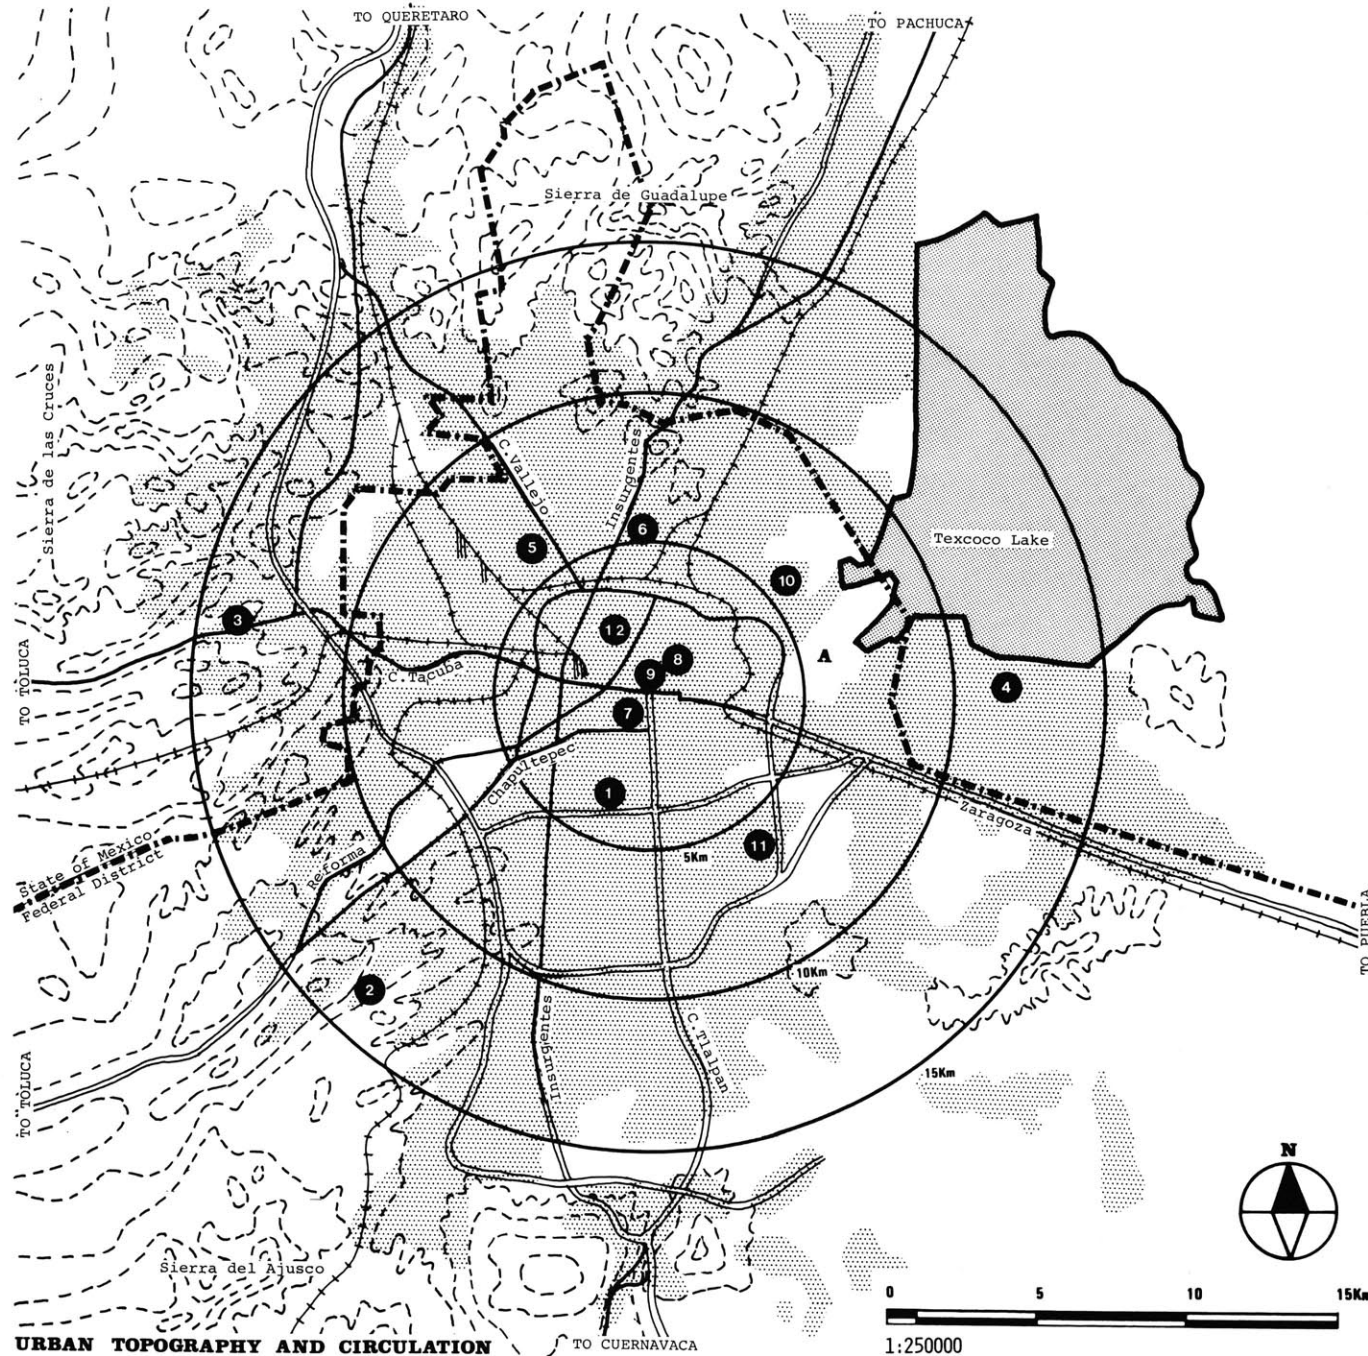 TO QUERETARO
TO PACHUCA
Sierra de Guadalupe
Sierra de las Cruces
C.Vallejo
Insurgentes
6
5
Texcoco Lake
10
3
12
A
8
TO TOLUCA
C.Tacuba
9
4
7
Chapultepec
1
Zaragoza
State of Mexico
Federal District
11
5Km
Reforma
TO PUEBLA
10Km
2
Insurgentes
C.Tlalpan
15Km
TO TOLUCA
N
Sierra del Ajusco
0 5 10 15Km
URBAN TOPOGRAPHY AND CIRCULATION
TO CUERNAVACA
1:250000